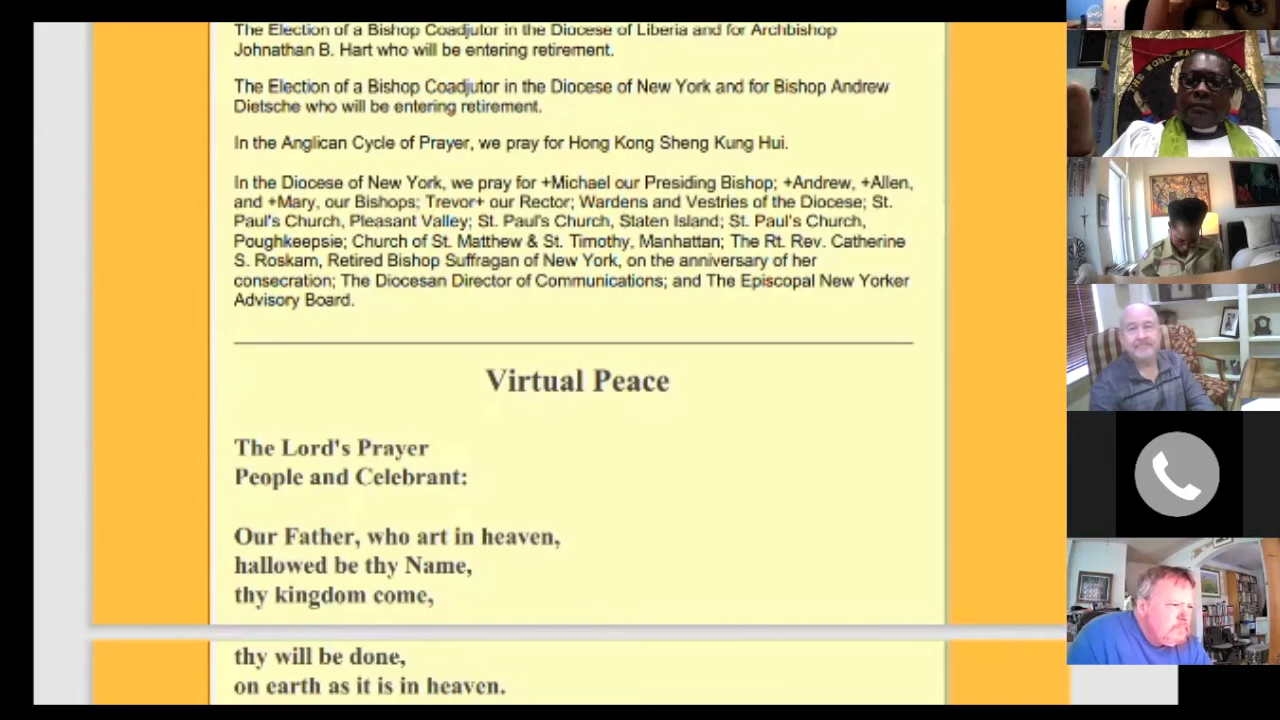 The Election of a Bishop Coadjutor in the Diocese of Liberia and for Archbishop
Johnathan B. Hart who will be entering retirement.
The Election of a Bishop Coadjutor in the Diocese of New York and for Bishop Andrew
Dietsche who will be entering retirement.
In the Anglican Cycle of Prayer, we pray for Hong Kong Sheng Kung Hui.
In the Diocese of New York, we pray for +Michael our Presiding Bishop; +Andrew, +Allen,
and +Mary, our Bishops; Trevor+ our Rector; Wardens and Vestries of the Diocese; St.
Paul's Church, Pleasant Valley; St. Paul's Church, Staten Island; St. Paul's Church,
Poughkeepsie; Church of St. Matthew & St. Timothy, Manhattan; The Rt. Rev. Catherine
S. Roskam, Retired Bishop Suffragan of New York, on the anniversary of her
consecration; The Diocesan Director of Communications; and The Episcopal New Yorker
Advisory Board.
Virtual Peace
The Lord's Prayer
People and Celebrant:
Our Father, who art in heaven,
hallowed be thy Name,
thy kingdom come,
thy will be done,
on earth as it is in heaven.